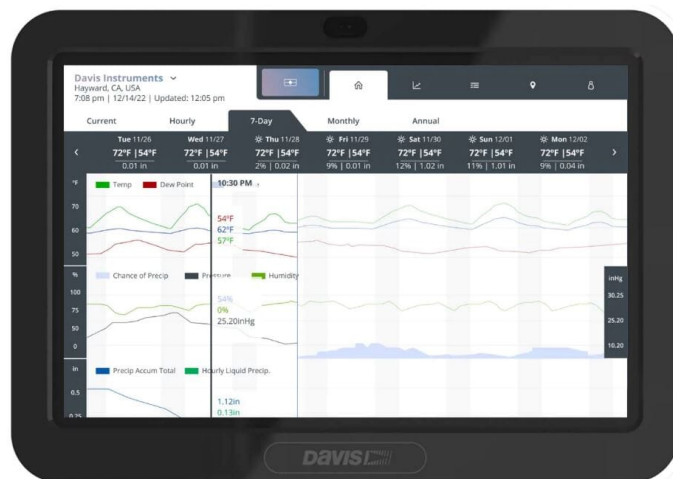 Davis Instruments
Hayward, CA, USA
7:08 pm | 12/14/22 | Updated: 12:05 pm
Current Hourly 7-Day Monthly Annual
Tue 11/26 Wed 11/27 Thu 11/28 Fri 11/29 Sat 11/30 Sun 12/01 Mon 12/02
72°F |54°F 72°F |54°F 72°F |54°F 72°F |54°F 72°F |54°F 72°F |54°F 72°F |54°F
0.01 in 0.01 in 2% | 0.02 in 9% | 0.01 in 12% | 1.02 in 11% | 1.01 in 9% | 0.04 in
°F Temp Dew Point 10:30 PM
70
54°F
60 62°F
57°F
50
% Chance of Precip Pressure Humidity inHg
100 54% 30.25
75 0%
25.20inHg 25.20
50
0 10.20
in Precip Accum Total Hourly Liquid Precip.
0.5
1.12in
0.13in
0.25
DAVIS